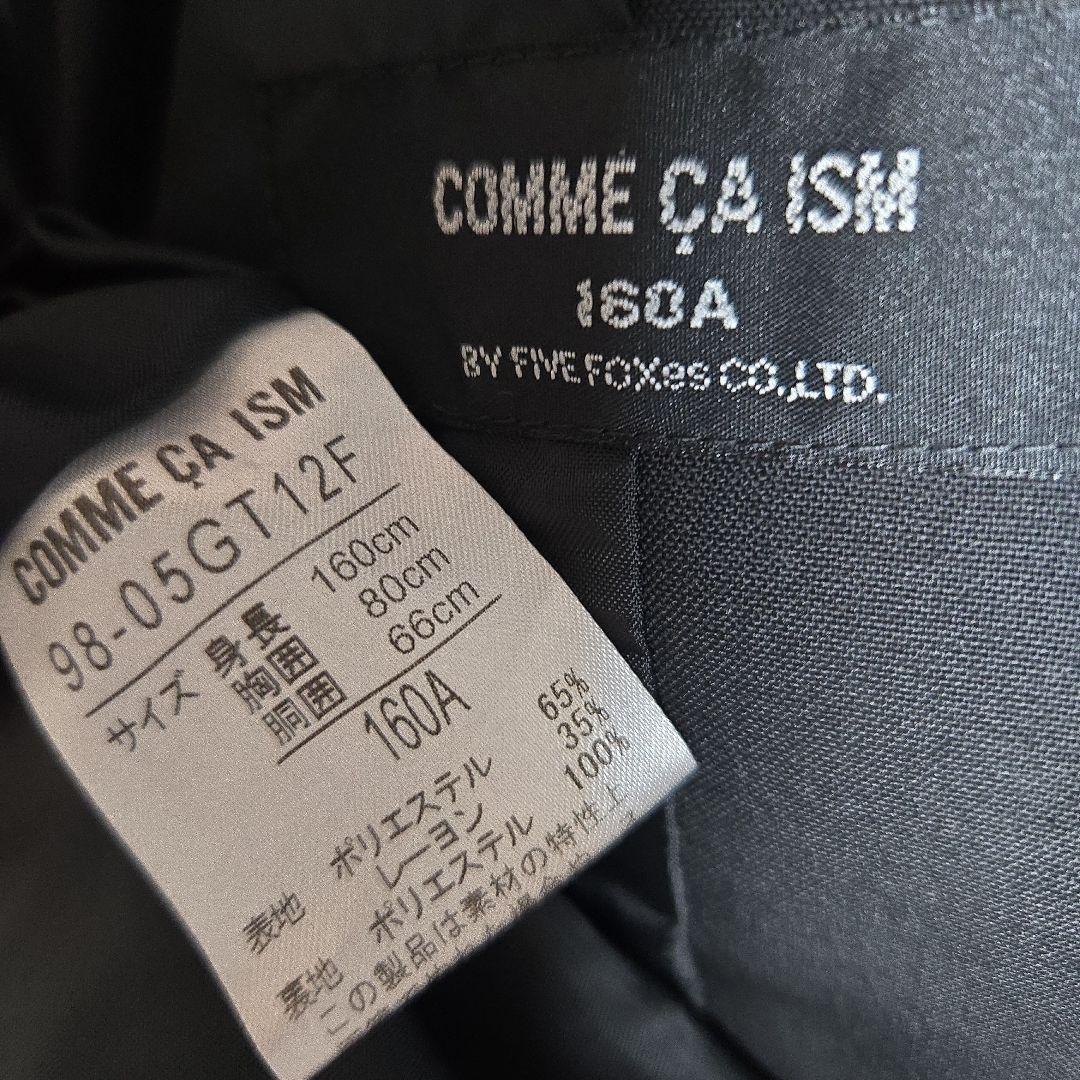 COMME ÇA ISM
160A
BY FIVE FOXes CO.,LTD.
COMME ÇA ISM
98-05GT12F
サイズ 身長 160cm
胸囲 80cm
胴囲 66cm
160A
表地 ポリエステル 65%
レーヨン 35%
裏地 ポリエステル 100%
この製品は素材の特性上